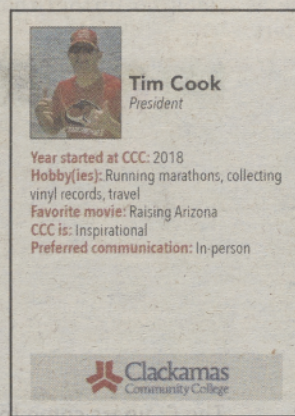 Tim Cook
President
Year started at CCC: 2018
Hobby(ies): Running marathons, collecting
vinyl records, travel
Favorite movie: Raising Arizona
CCC is: Inspirational
Preferred communication: In-person
Clackamas
Community College